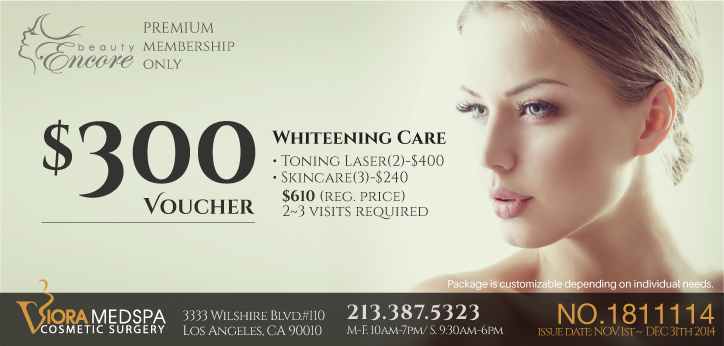 beauty
Encore
PREMIUM
MEMBERSHIP
ONLY
$300
VOUCHER
WHITEENING CARE
• TONING LASER(2)-$400
• SKINCARE(3)-$240
$610 (REG. PRICE)
2~3 VISITS REQUIRED
Package is customizable depending on individual needs.
VIORA MEDSPA
COSMETIC SURGERY
3333 WILSHIRE BLVD.#110
LOS ANGELES, CA 90010
213.387.5323
M-F. 10AM-7PM/ S. 9:30AM-6PM
NO.1811114
ISSUE DATE: NOV.1ST ~ DEC 31TH 2014